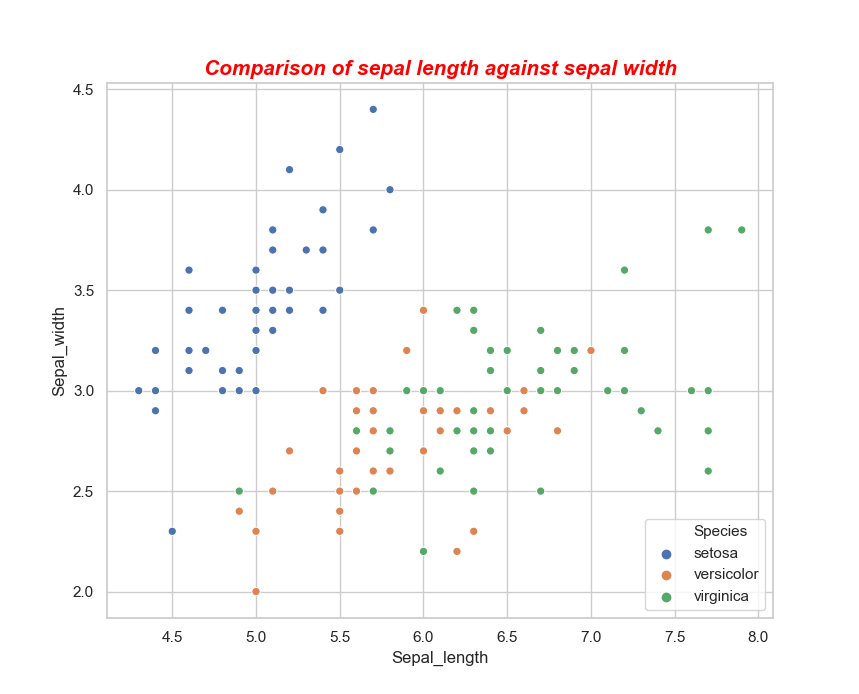 Comparison of sepal length against sepal width
4.5
4.0
3.5
3.0
2.5
2.0
Sepal_width
Species
setosa
versicolor
virginica
4.5 5.0 5.5 6.0 6.5 7.0 7.5 8.0
Sepal_length